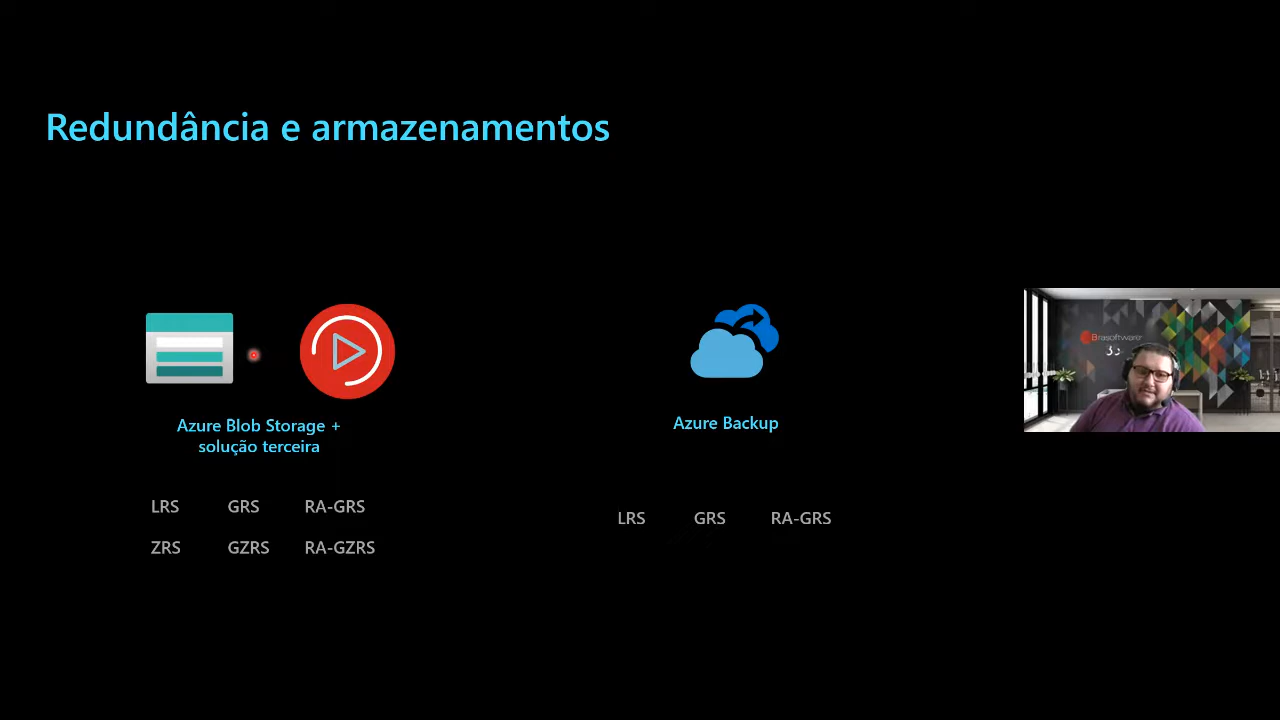 Redundância e armazenamentos
Azure Blob Storage +
solução terceira
LRS GRS RA-GRS
ZRS GZRS RA-GZRS
Azure Backup
LRS GRS RA-GRS
Brasoftware